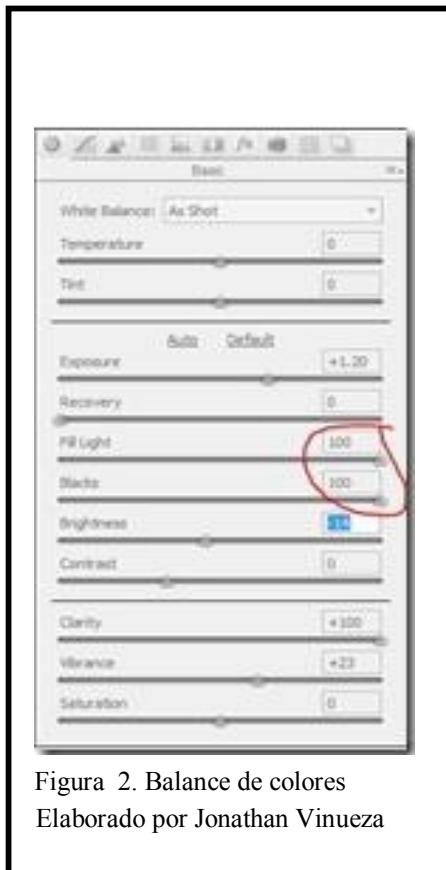 Basic
White Balance: As Shot
Temperature 0
Tint 0
Auto Default
Exposure +1.20
Recovery 0
Fill Light 100
Blacks 100
Brightness
Contrast 0
Clarity +100
Vibrance +23
Saturation 0
Figura 2. Balance de colores
Elaborado por Jonathan Vinueza